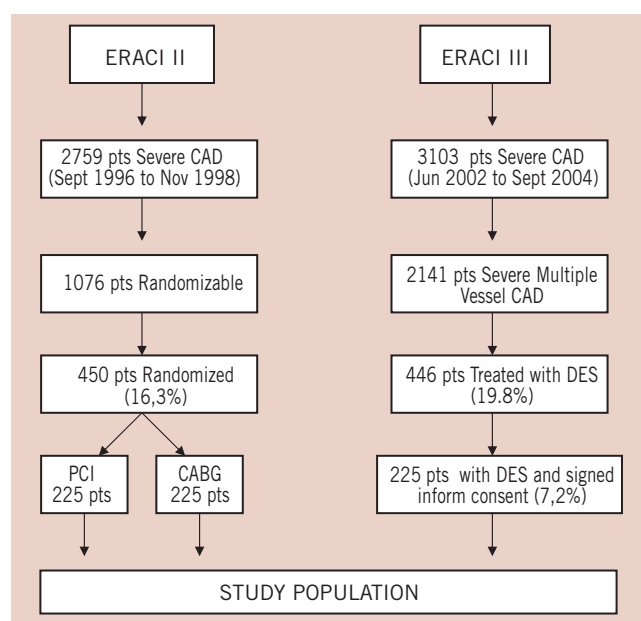 ERACI II
2759 pts Severe CAD
(Sept 1996 to Nov 1998)
1076 pts Randomizable
450 pts Randomized
(16,3%)
PCI
225 pts
CABG
225 pts
ERACI III
3103 pts Severe CAD
(Jun 2002 to Sept 2004)
2141 pts Severe Multiple
Vessel CAD
446 pts Treated with DES
(19.8%)
225 pts with DES and signed
inform consent (7,2%)
STUDY POPULATION